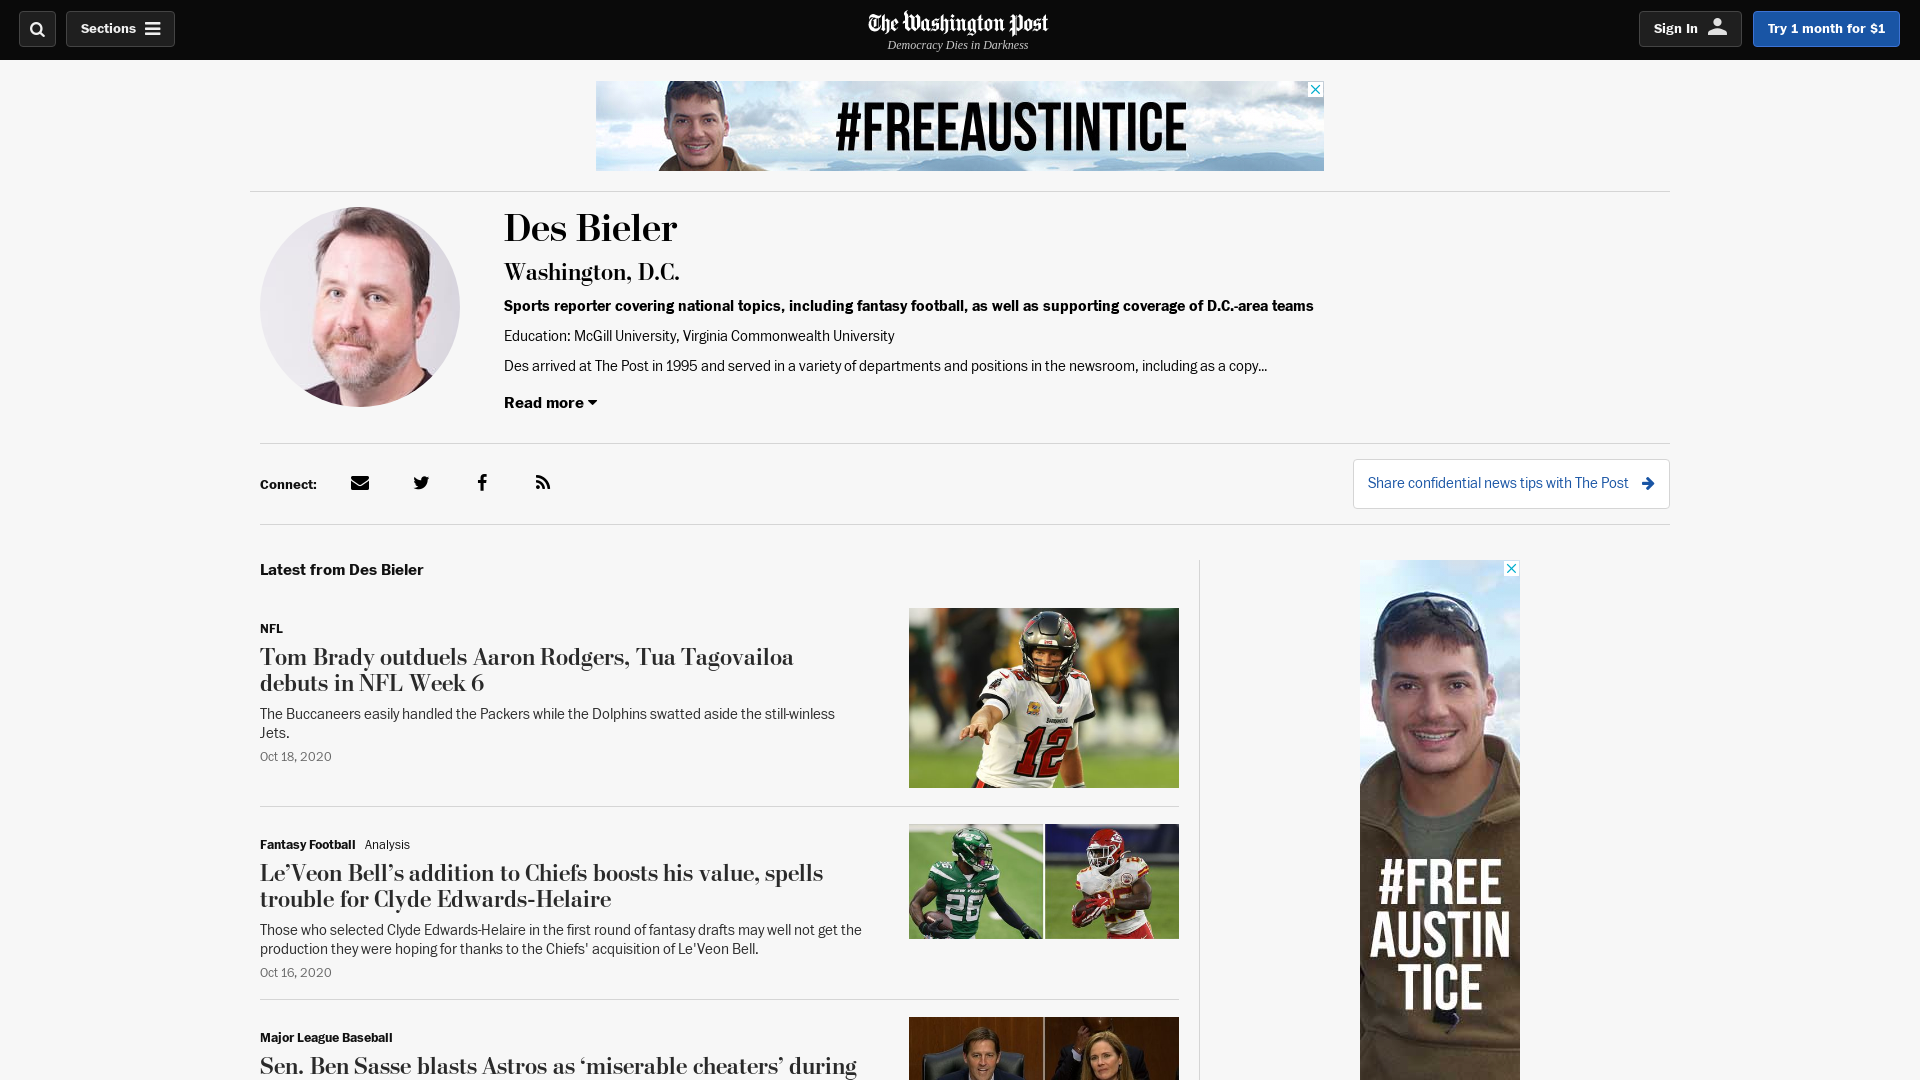 Sections
The Washington Post
Democracy Dies in Darkness
Sign In
Try 1 month for $1
#FREEAUSTINTICE
Des Bieler
Washington, D.C.
Sports reporter covering national topics, including fantasy football, as well as supporting coverage of D.C.-area teams
Education: McGill University, Virginia Commonwealth University
Des arrived at The Post in 1995 and served in a variety of departments and positions in the newsroom, including as a copy...
Read more
Connect:
Share confidential news tips with The Post
Latest from Des Bieler
NFL
Tom Brady outduels Aaron Rodgers, Tua Tagovailoa
debuts in NFL Week 6
The Buccaneers easily handled the Packers while the Dolphins swatted aside the still-winless
Jets.
Oct 18, 2020
12
Fantasy Football Analysis
Le’Veon Bell’s addition to Chiefs boosts his value, spells
trouble for Clyde Edwards-Helaire
Those who selected Clyde Edwards-Helaire in the first round of fantasy drafts may well not get the
production they were hoping for thanks to the Chiefs' acquisition of Le'Veon Bell.
Oct 16, 2020
JETS
NEW YORK
26
25
#FREE
AUSTIN
TICE
Major League Baseball
Sen. Ben Sasse blasts Astros as ‘miserable cheaters’ during